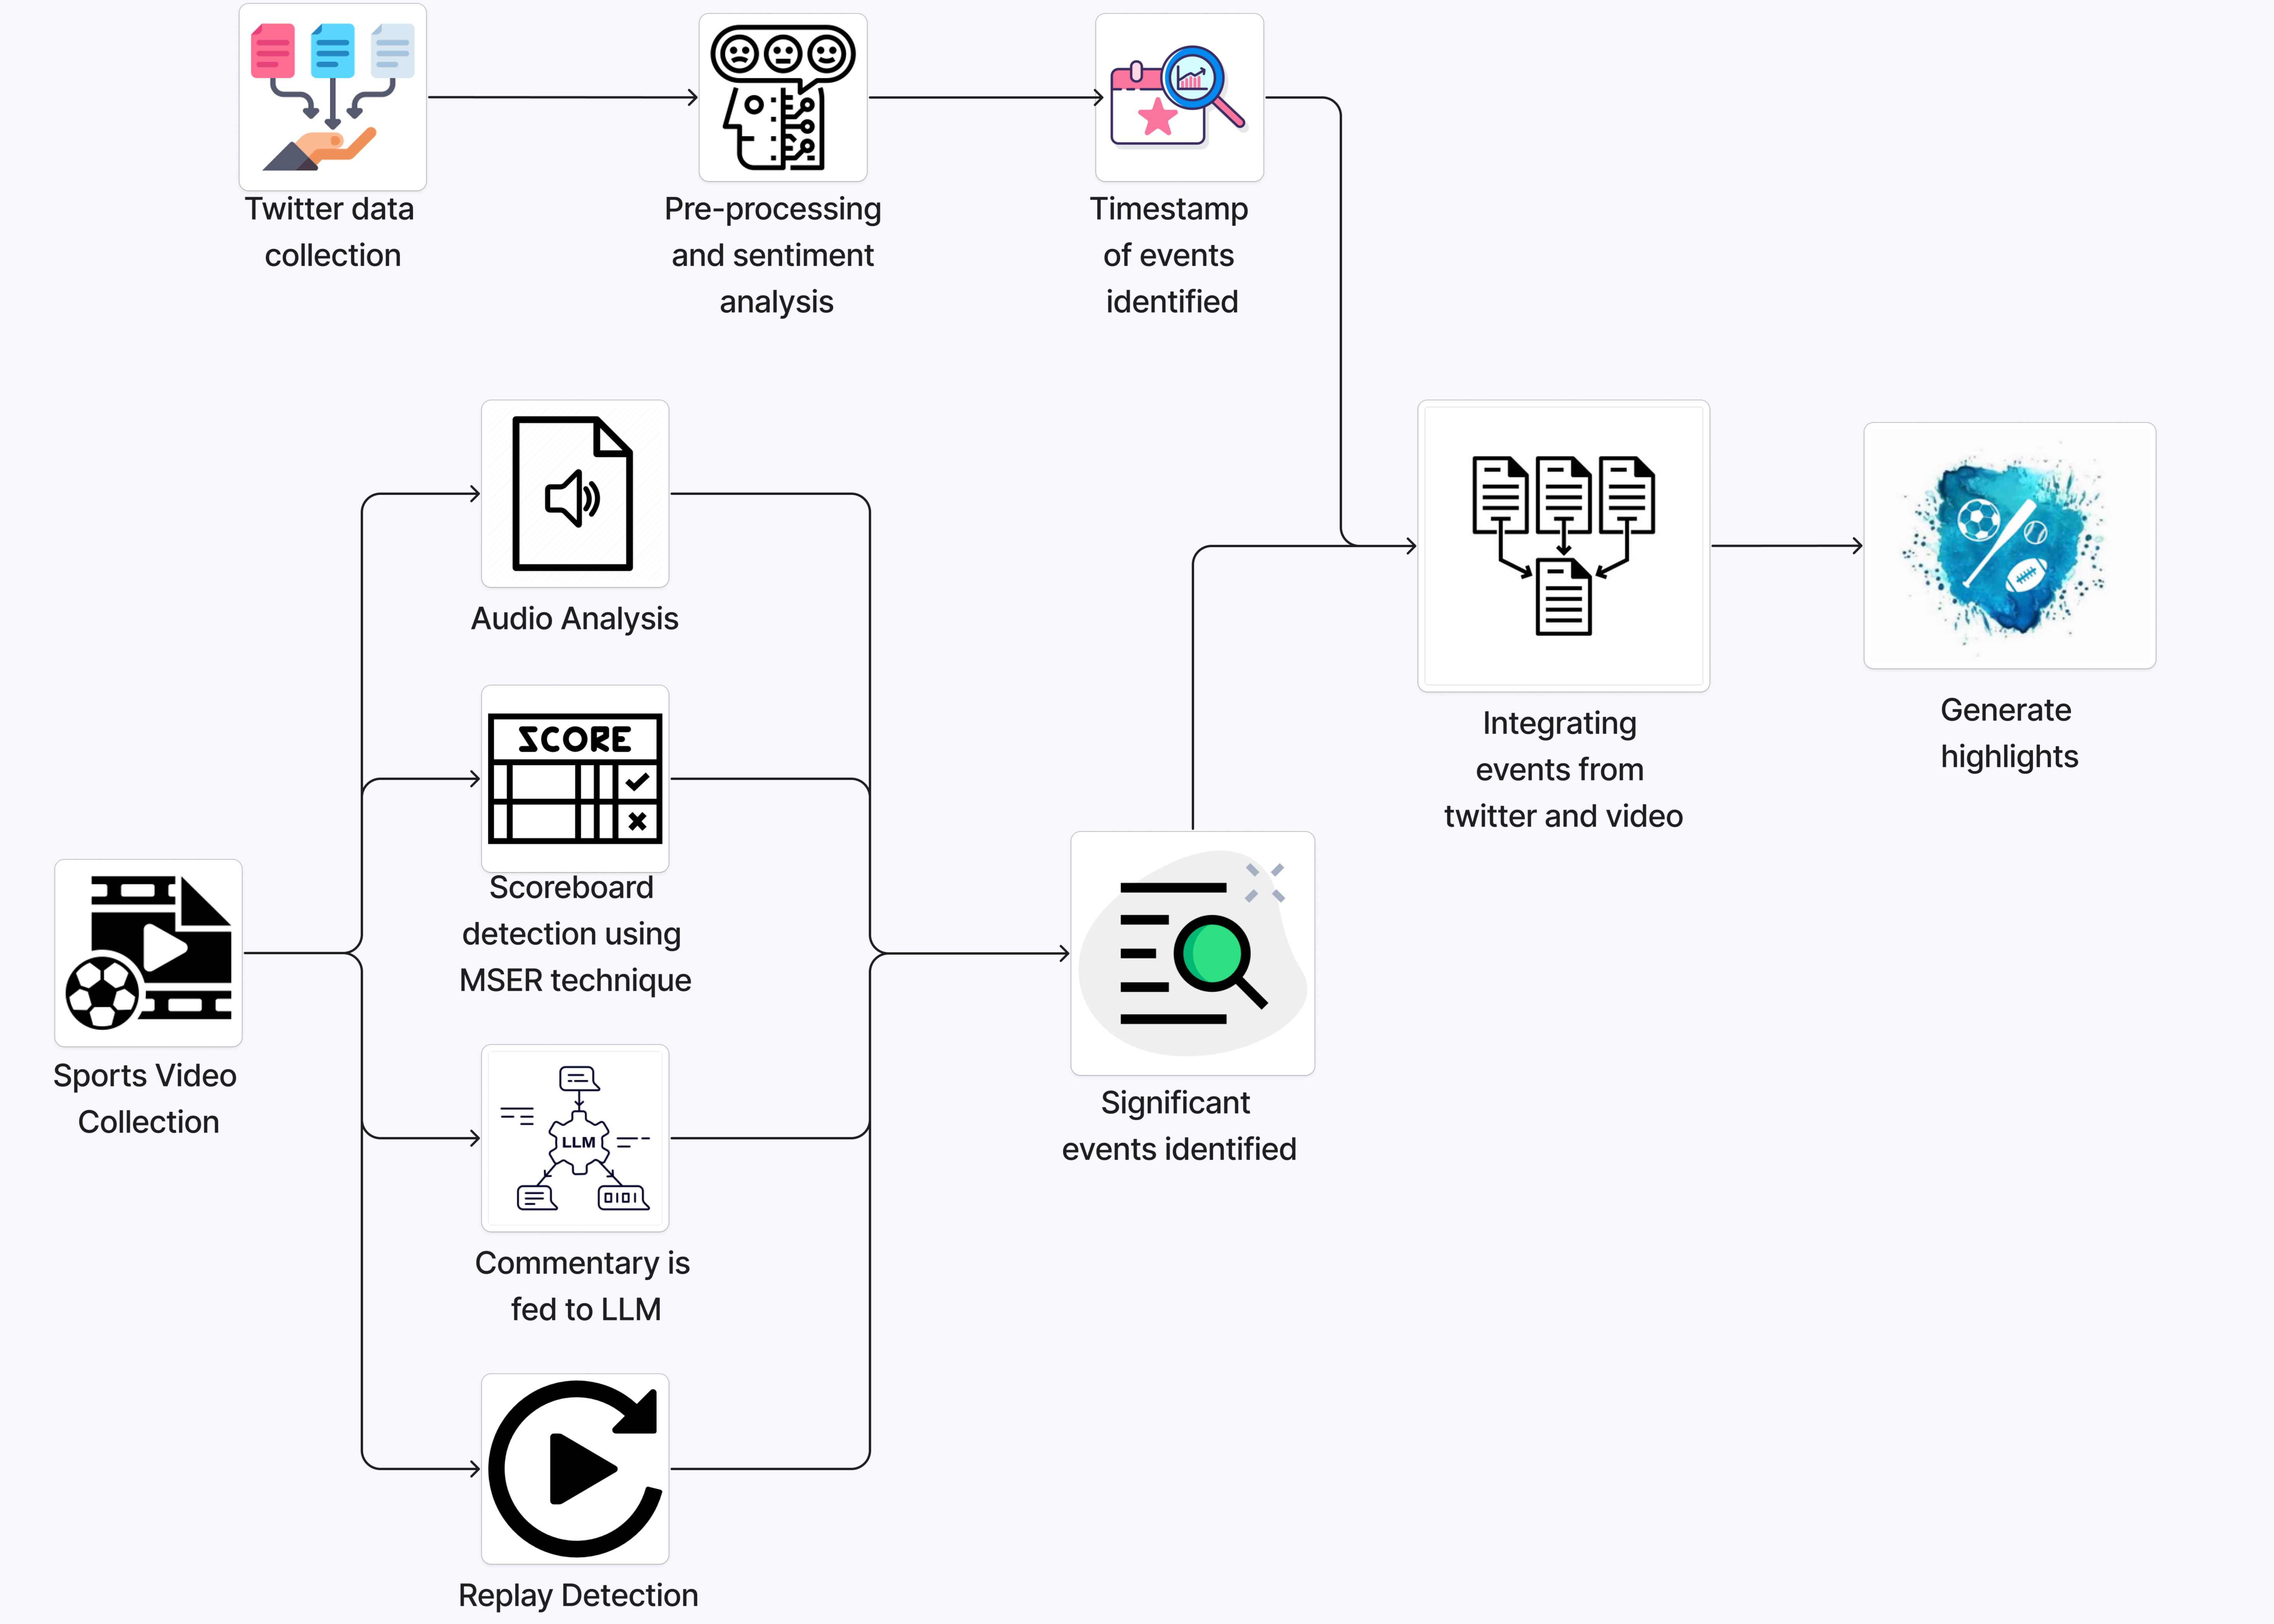 Twitter data
collection
Pre-processing
and sentiment
analysis
Timestamp
of events
identified
Audio Analysis
SCORE
Scoreboard
detection using
MSER technique
Sports Video
Collection
LLM
Commentary is
fed to LLM
Replay Detection
Significant
events identified
Integrating
events from
twitter and video
Generate
highlights